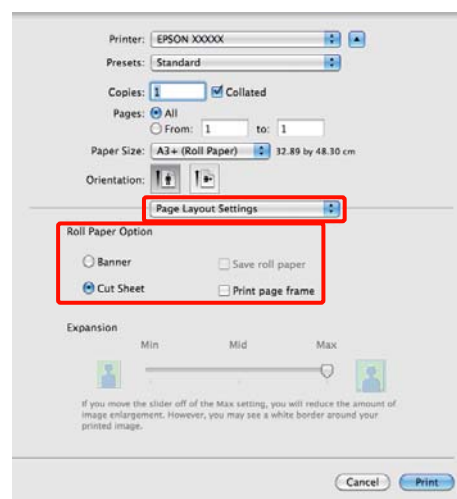 Printer: EPSON XXXXX
Presets: Standard
Copies: 1 Collated
Pages: All
From: 1 to: 1
Paper Size: A3+ (Roll Paper) 32.89 by 48.30 cm
Orientation:
Page Layout Settings
Roll Paper Option
Banner Save roll paper
Cut Sheet Print page frame
Expansion
Min Mid Max
If you move the slider off of the Max setting, you will reduce the amount of
image enlargement. However, you may see a white border around your
printed image.
Cancel Print